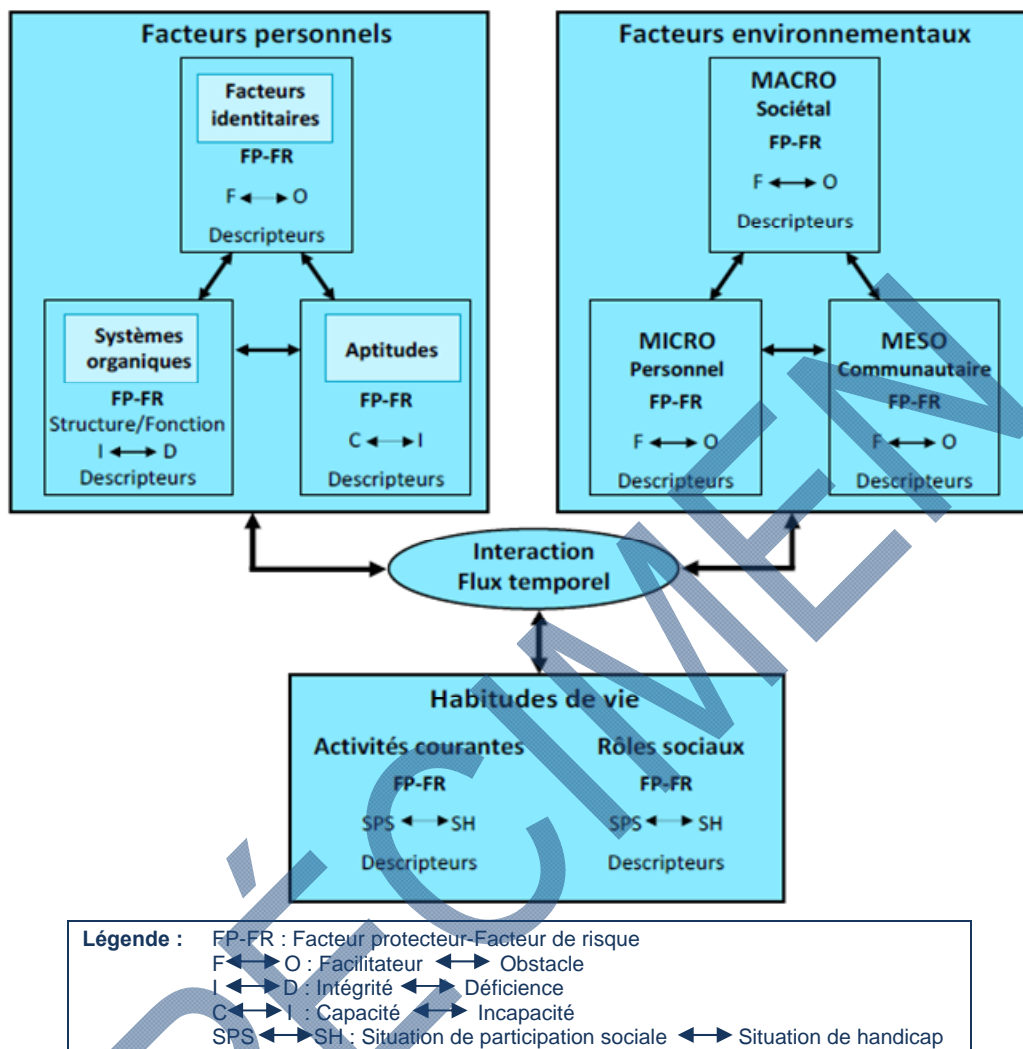 Facteurs personnels
Facteurs
identitaires
FP-FR
F ◄─► O
Descripteurs
Systèmes
organiques
FP-FR
Structure/Fonction
I ◄─► D
Descripteurs
Aptitudes
FP-FR
C ◄─► I
Descripteurs
Facteurs environnementaux
MACRO
Sociétal
FP-FR
F ◄─► O
Descripteurs
MICRO
Personnel
FP-FR
F ◄─► O
Descripteurs
MESO
Communautaire
FP-FR
F ◄─► O
Descripteurs
Interaction
Flux temporel
Habitudes de vie
Activités courantes
FP-FR
SPS ◄─► SH
Descripteurs
Rôles sociaux
FP-FR
SPS ◄─► SH
Descripteurs
Légende : FP-FR : Facteur protecteur-Facteur de risque
F ◄─► O : Facilitateur ◄─► Obstacle
I ◄─► D : Intégrité ◄─► Déficience
C ◄─► I : Capacité ◄─► Incapacité
SPS ◄─► SH : Situation de participation sociale ◄─► Situation de handicap
PÉCIMEN